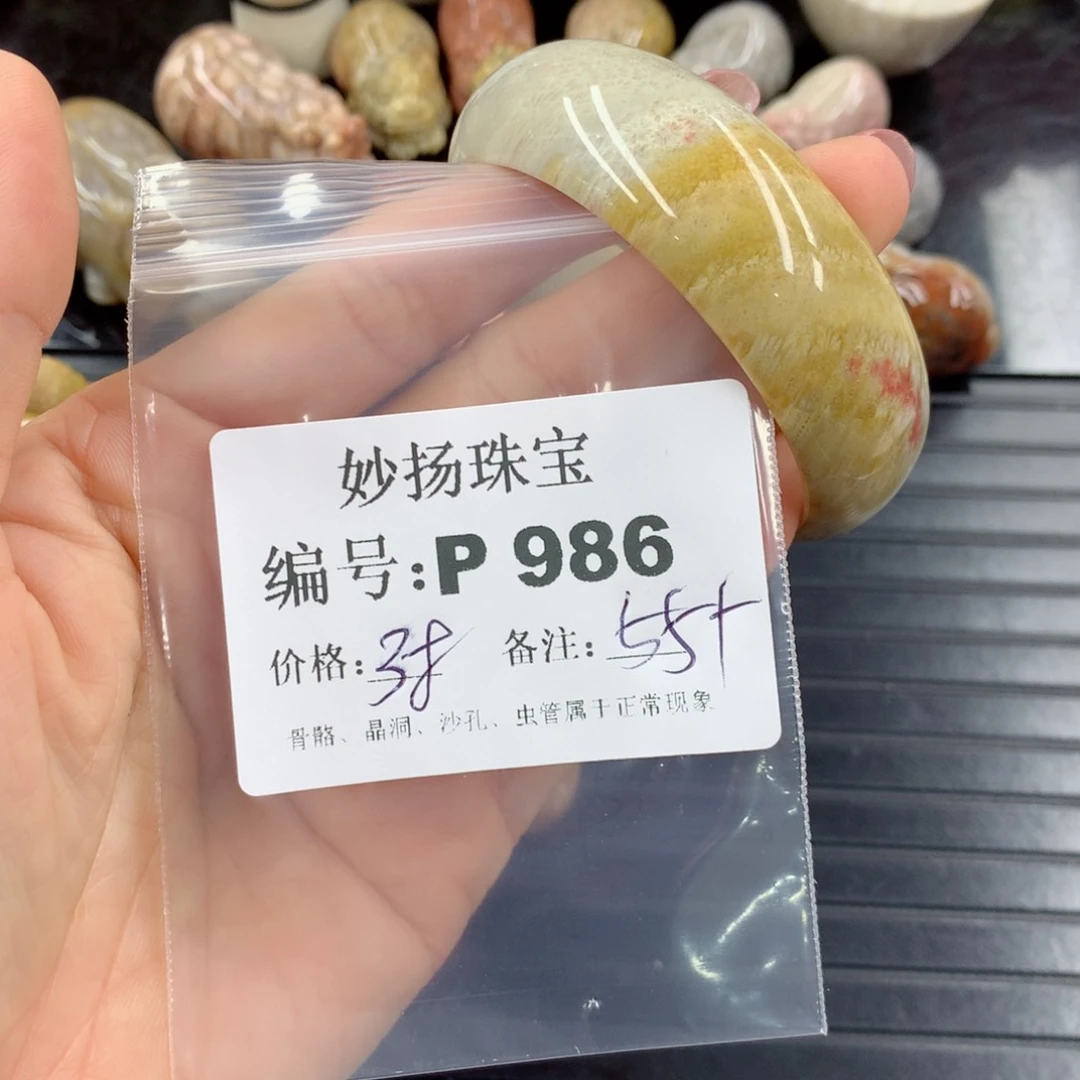 妙扬珠宝
编号:P 986
价格:38 备注:55+
骨骼、晶洞、沙孔、虫管属于正常现象